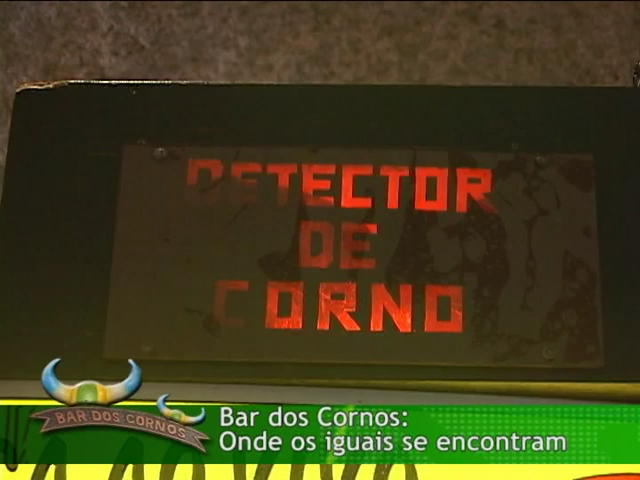 DETECTOR
DE
CORNO
BAR DOS CORNOS
Bar dos Cornos:
Onde os iguais se encontram